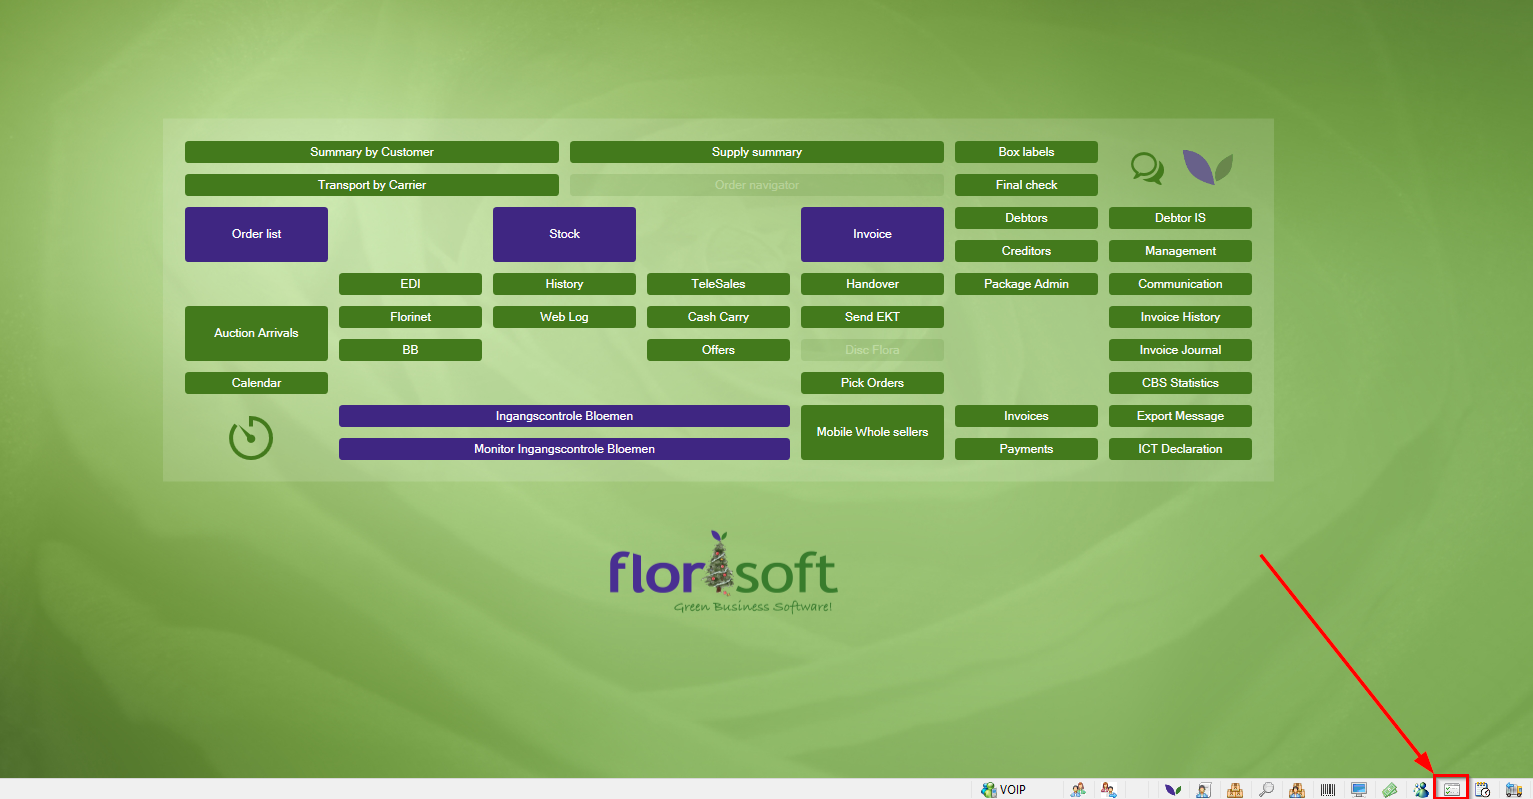 Summary by Customer
Supply summary
Box labels
Transport by Carrier
Order navigator
Final check
Order list
Stock
Invoice
Debtors
Debtor IS
Creditors
Management
EDI
History
TeleSales
Handover
Package Admin
Communication
Auction Arrivals
Florinet
Web Log
Cash Carry
Send EKT
Invoice History
BB
Offers
Disc Flora
Invoice Journal
Calendar
Pick Orders
CBS Statistics
Ingangscontrole Bloemen
Mobile Whole sellers
Invoices
Export Message
Monitor Ingangscontrole Bloemen
Payments
ICT Declaration
florisoft
Green Business Software!
VOIP